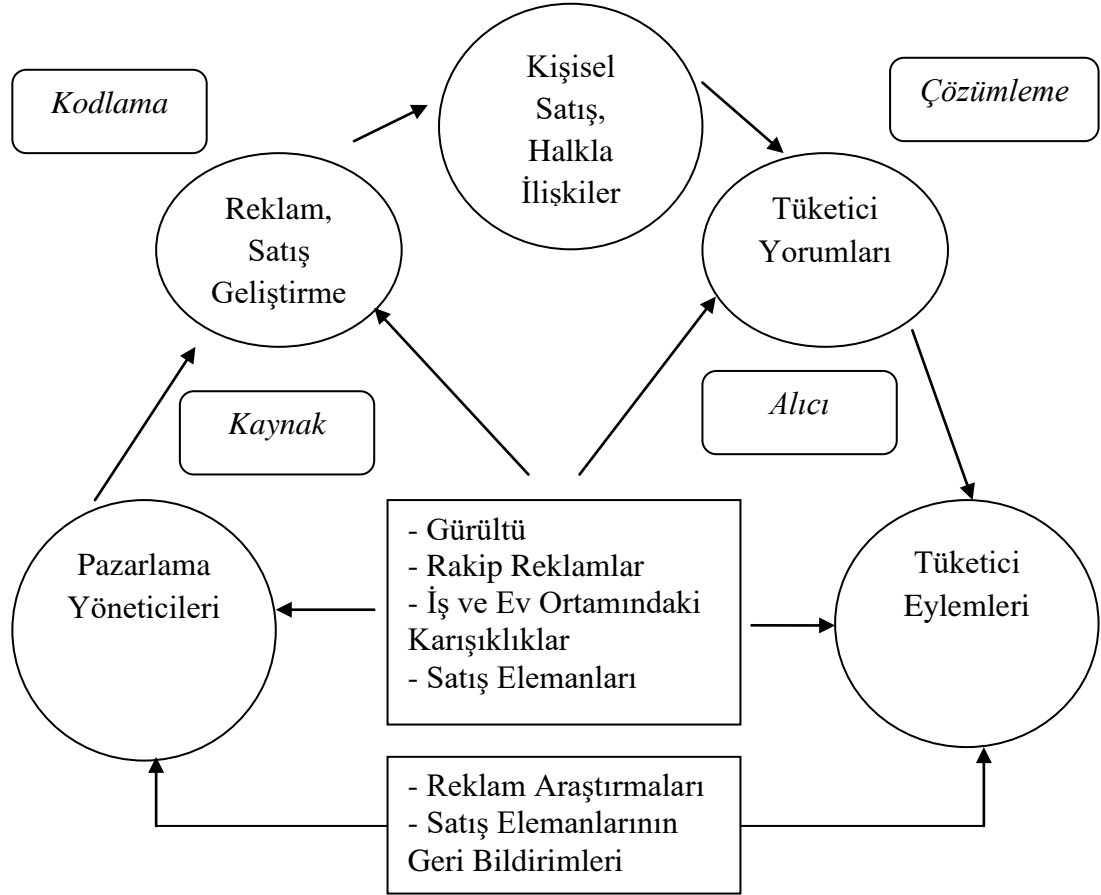 Kişisel
Satış,
Halkla
İlişkiler
Kodlama
Çözümleme
Reklam,
Satış
Geliştirme
Tüketici
Yorumları
Kaynak
Alıcı
Pazarlama
Yöneticileri
- Gürültü
- Rakip Reklamlar
- İş ve Ev Ortamındaki
Karışıklıklar
- Satış Elemanları
Tüketici
Eylemleri
- Reklam Araştırmaları
- Satış Elemanlarının
Geri Bildirimleri